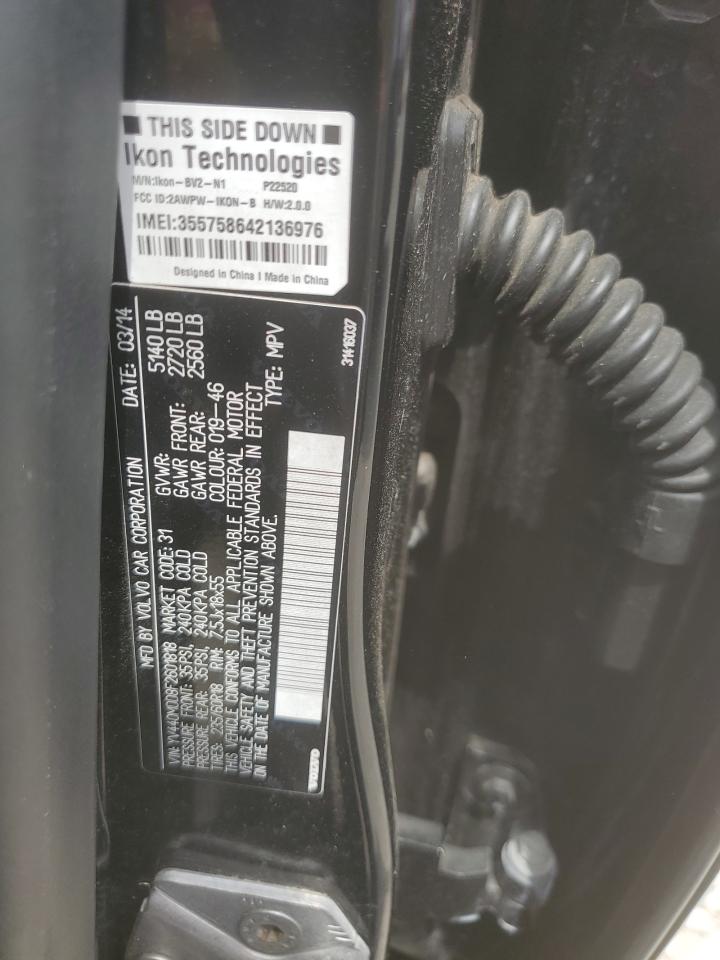 THIS SIDE DOWN
Ikon Technologies
M/N:Ikon-BV2-N1 P22520
FCC ID:2AWPW-IKON-B H/W:2.0.0
IMEI:355758642136976
Designed in China I Made in China
MFD BY VOLVO CAR CORPORATION DATE: 03/14
VIN: YV440MDD8F2601818 MARKET CODE: 31 GVWR: 5140 LB
PRESSURE FRONT: 35PSI, 240KPA COLD GAWR FRONT: 2720 LB
PRESSURE REAR: 35PSI, 240KPA COLD GAWR REAR: 2560 LB
TIRES: 235/60R18 RIM: 7.5Jx18x55 COLOUR: 019-46
THIS VEHICLE CONFORMS TO ALL APPLICABLE FEDERAL MOTOR
VEHICLE SAFETY AND THEFT PREVENTION STANDARDS IN EFFECT
ON THE DATE OF MANUFACTURE SHOWN ABOVE. TYPE: MPV
VOLVO 31416037